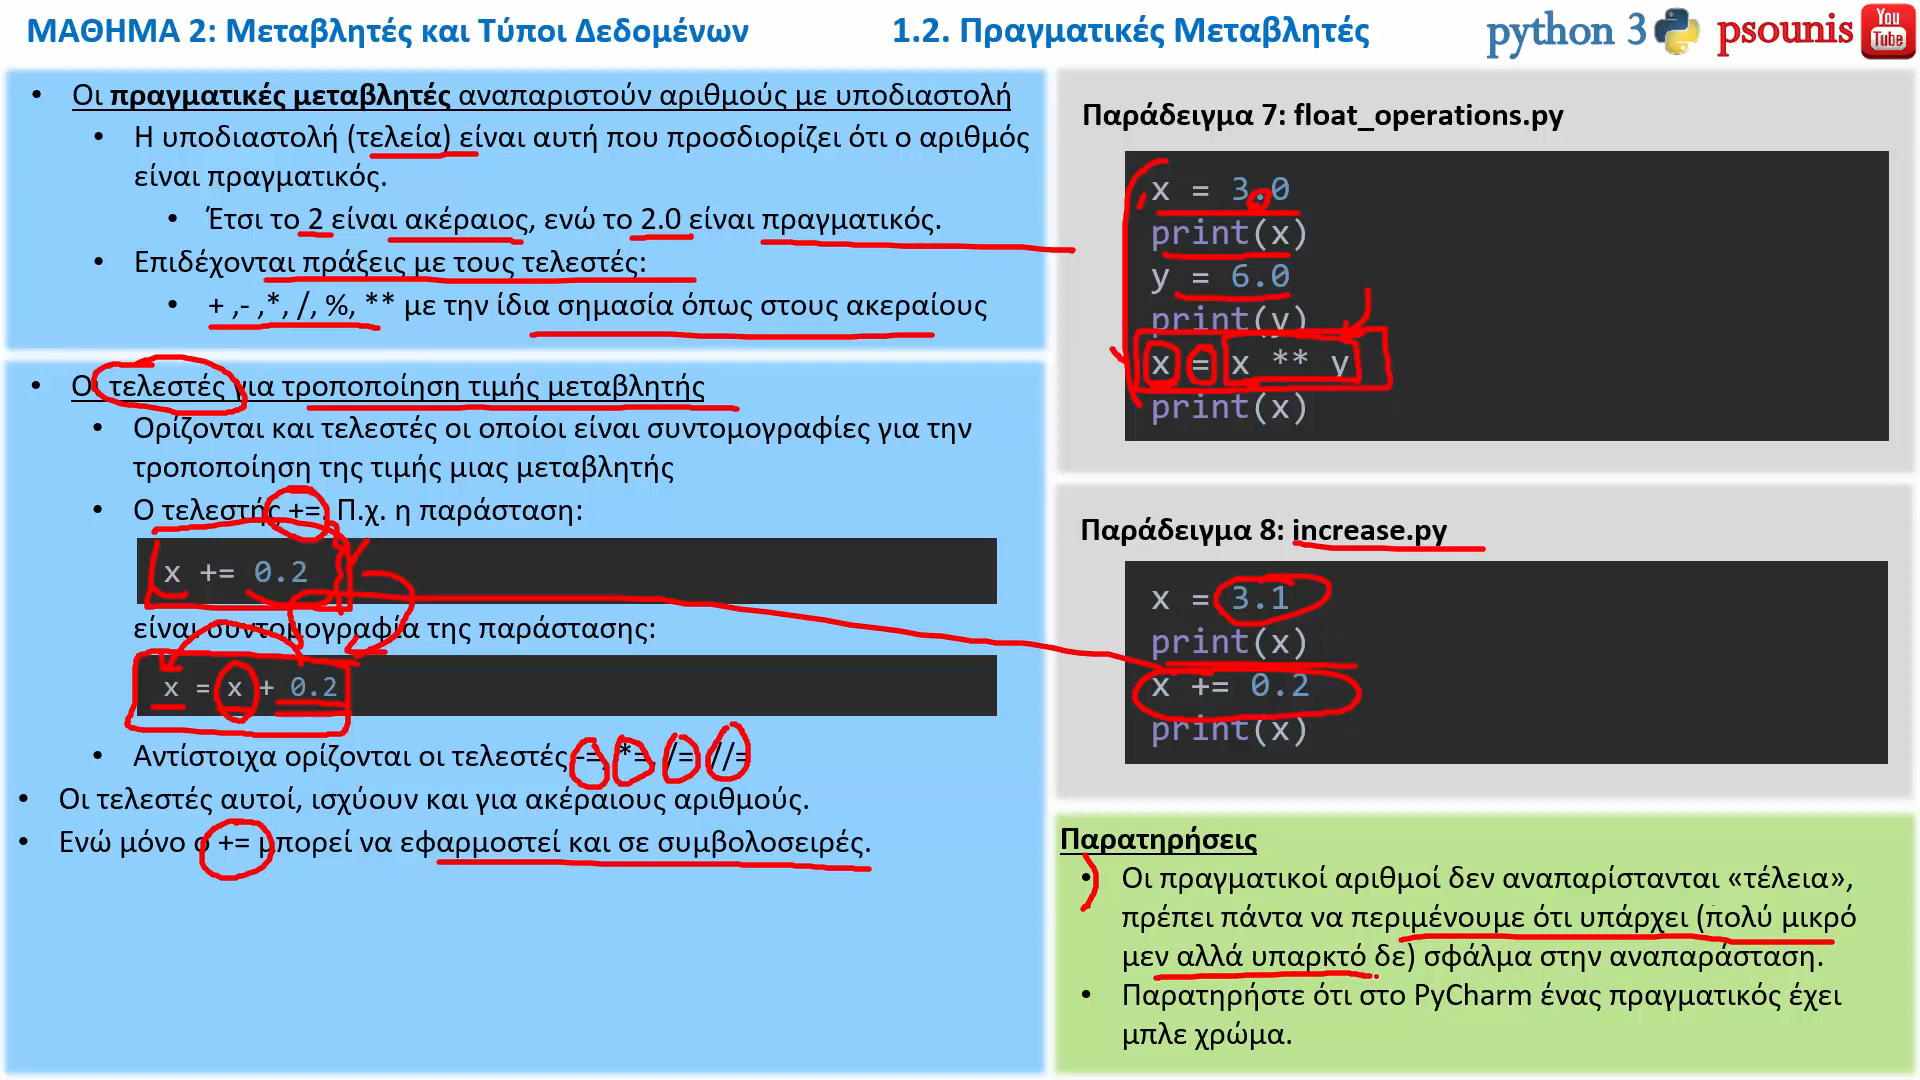 ΜΑΘΗΜΑ 2: Μεταβλητές και Τύποι Δεδομένων
1.2. Πραγματικές Μεταβλητές
python 3
psounis
You
Tube
• Οι πραγματικές μεταβλητές αναπαριστούν αριθμούς με υποδιαστολή
• Η υποδιαστολή (τελεία) είναι αυτή που προσδιορίζει ότι ο αριθμός
είναι πραγματικός.
• Έτσι το 2 είναι ακέραιος, ενώ το 2.0 είναι πραγματικός.
• Επιδέχονται πράξεις με τους τελεστές:
• + ,- ,*, /, %, ** με την ίδια σημασία όπως στους ακεραίους
• Οι τελεστές για τροποποίηση τιμής μεταβλητής
• Ορίζονται και τελεστές οι οποίοι είναι συντομογραφίες για την
τροποποίηση της τιμής μιας μεταβλητής
• Ο τελεστής +=. Π.χ. η παράσταση:
x += 0.2
είναι συντομογραφία της παράστασης:
x = x + 0.2
• Αντίστοιχα ορίζονται οι τελεστές -=, *=, /=, //=
• Οι τελεστές αυτοί, ισχύουν και για ακέραιους αριθμούς.
• Ενώ μόνο ο += μπορεί να εφαρμοστεί και σε συμβολοσειρές.
Παράδειγμα 7: float_operations.py
x = 3.0
print(x)
y = 6.0
print(y)
x = x ** y
print(x)
Παράδειγμα 8: increase.py
x = 3.1
print(x)
x += 0.2
print(x)
Παρατηρήσεις
• Οι πραγματικοί αριθμοί δεν αναπαρίστανται «τέλεια»,
πρέπει πάντα να περιμένουμε ότι υπάρχει (πολύ μικρό
μεν αλλά υπαρκτό δε) σφάλμα στην αναπαράσταση.
• Παρατηρήστε ότι στο PyCharm ένας πραγματικός έχει
μπλε χρώμα.